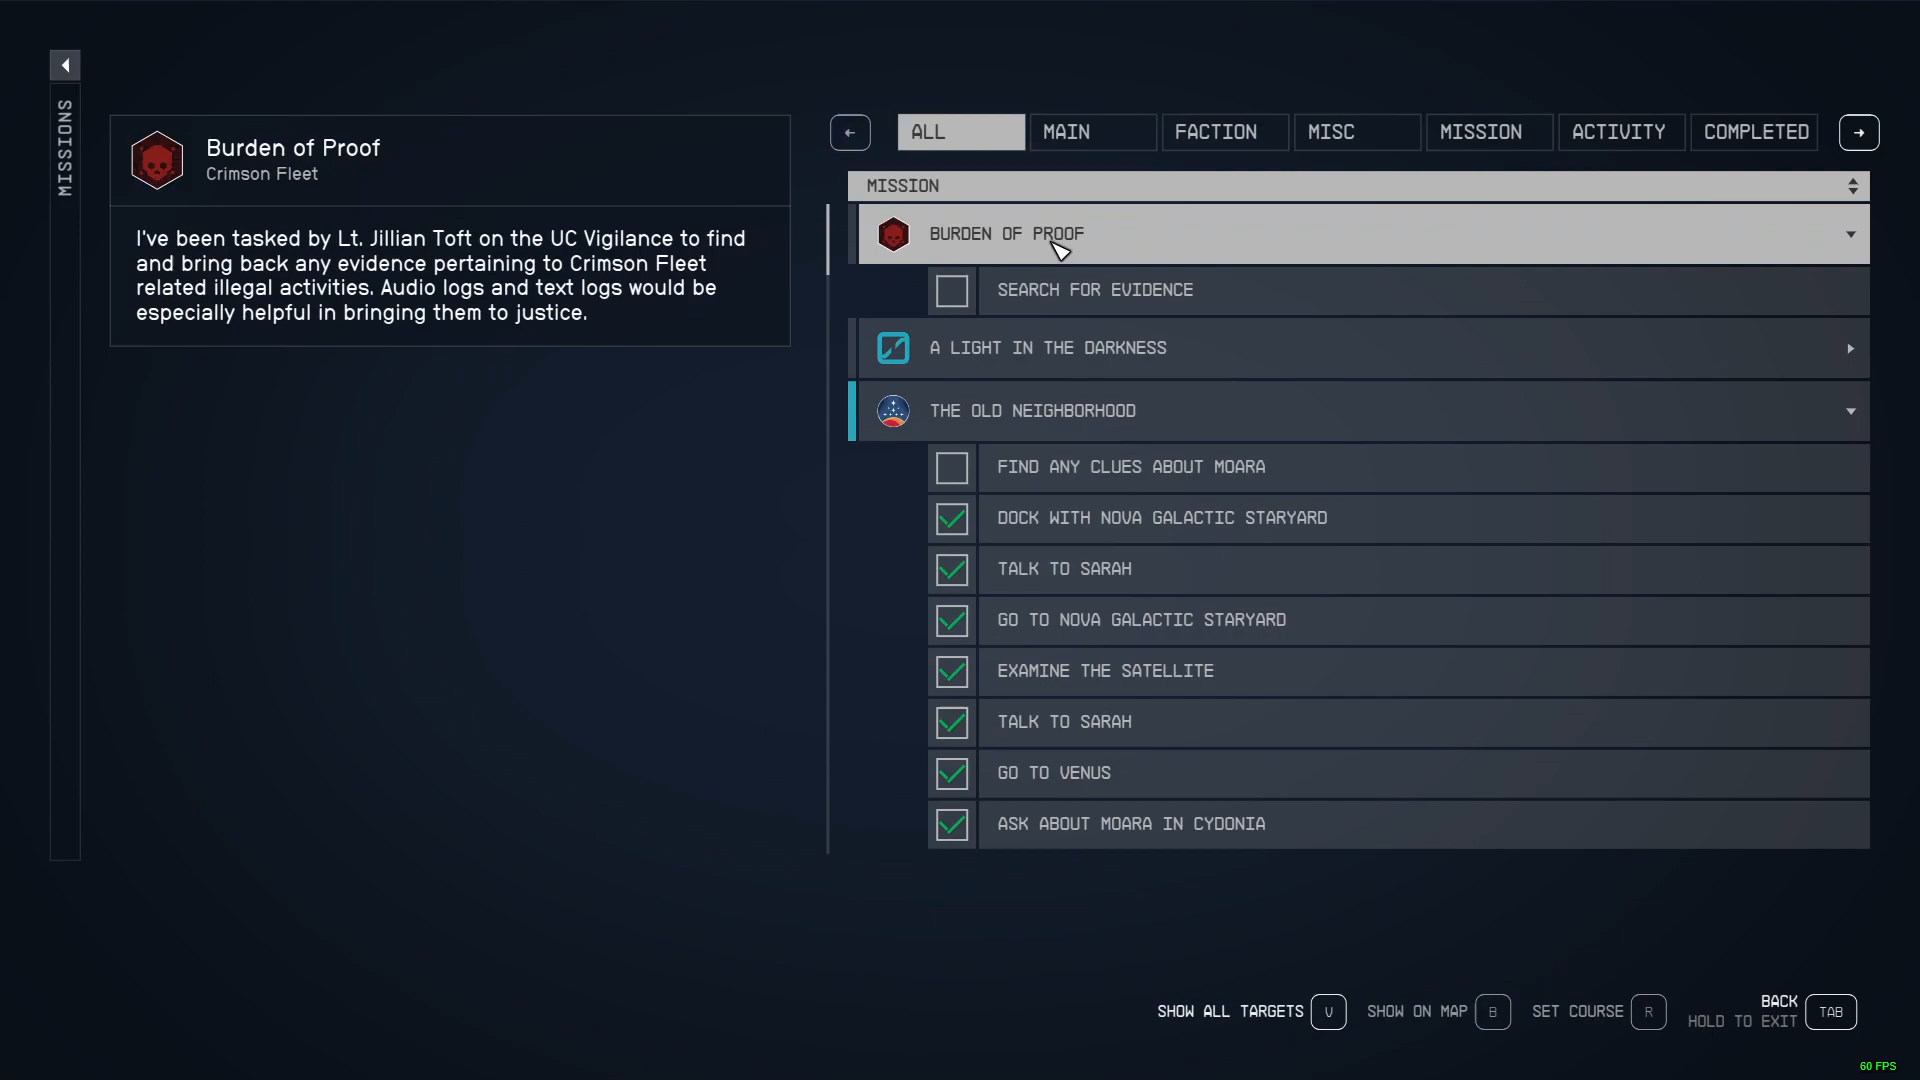 MISSIONS
Burden of Proof
Crimson Fleet
I've been tasked by Lt. Jillian Toft on the UC Vigilance to find
and bring back any evidence pertaining to Crimson Fleet
related illegal activities. Audio logs and text logs would be
especially helpful in bringing them to justice.
ALL MAIN FACTION MISC MISSION ACTIVITY COMPLETED
MISSION
BURDEN OF PROOF
SEARCH FOR EVIDENCE
A LIGHT IN THE DARKNESS
THE OLD NEIGHBORHOOD
FIND ANY CLUES ABOUT MOARA
DOCK WITH NOVA GALACTIC STARYARD
TALK TO SARAH
GO TO NOVA GALACTIC STARYARD
EXAMINE THE SATELLITE
TALK TO SARAH
GO TO VENUS
ASK ABOUT MOARA IN CYDONIA
SHOW ALL TARGETS V SHOW ON MAP B SET COURSE R BACK TAB
HOLD TO EXIT
60 FPS